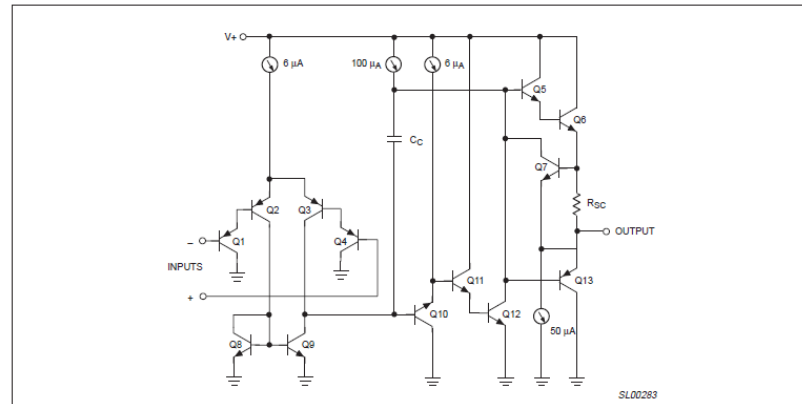 V+
6 μA
100 μA
6 μA
Q5
Q6
CC
Q7
RSC
Q2
Q3
Q4
–
Q1
OUTPUT
INPUTS
+
Q11
Q13
Q10
Q12
50 μA
Q8
Q9
SL00283